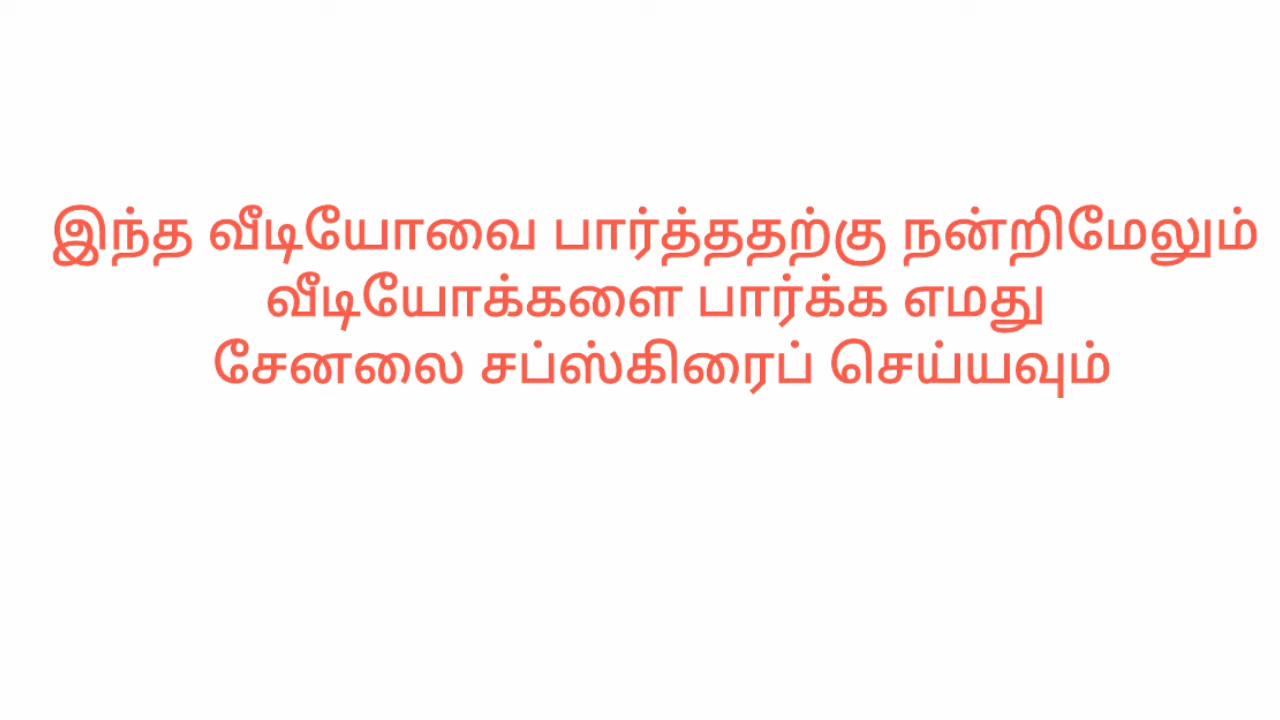 இந்த வீடியோவை பார்த்ததற்கு நன்றிமேலும்
வீடியோக்களை பார்க்க எமது
சேனலை சப்ஸ்கிரைப் செய்யவும்